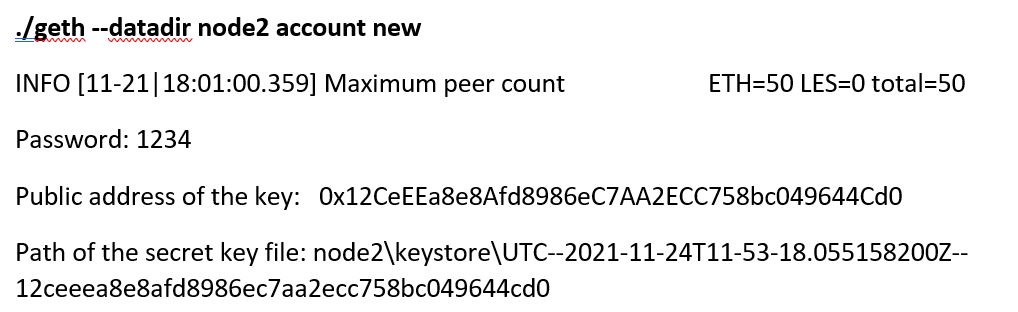 ./geth --datadir node2 account new
INFO [11-21|18:01:00.359] Maximum peer count ETH=50 LES=0 total=50
Password: 1234
Public address of the key: 0x12CeEEa8e8Afd8986eC7AA2ECC758bc049644Cd0
Path of the secret key file: node2\keystore\UTC--2021-11-24T11-53-18.055158200Z--
12ceeea8e8afd8986ec7aa2ecc758bc049644cd0